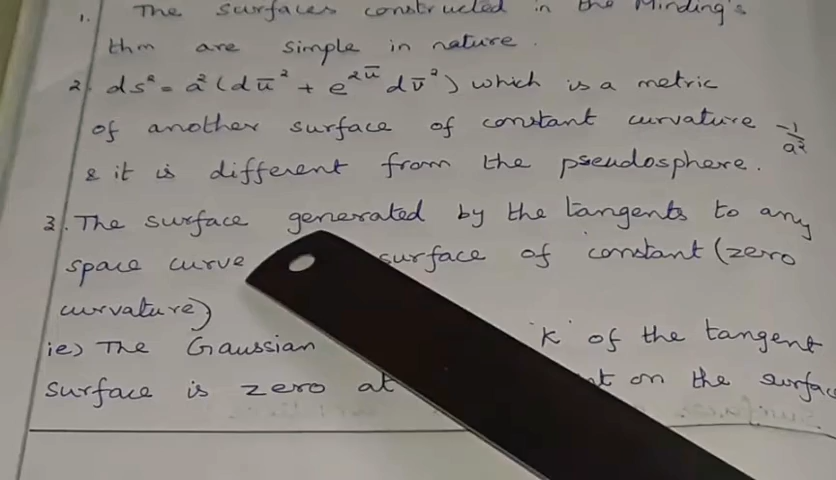 1. The surfaces constructed in the Minding's
thm are simple in nature.
2. ds² = a²(dū² + e^2ū dv̄²) which is a metric
of another surface of constant curvature -1/a²
& it is different from the pseudosphere.
3. The surface generated by the tangents to any
space curve surface of constant (zero
curvature)
ie) The Gaussian 'K' of the tangent
surface is zero at on the surface